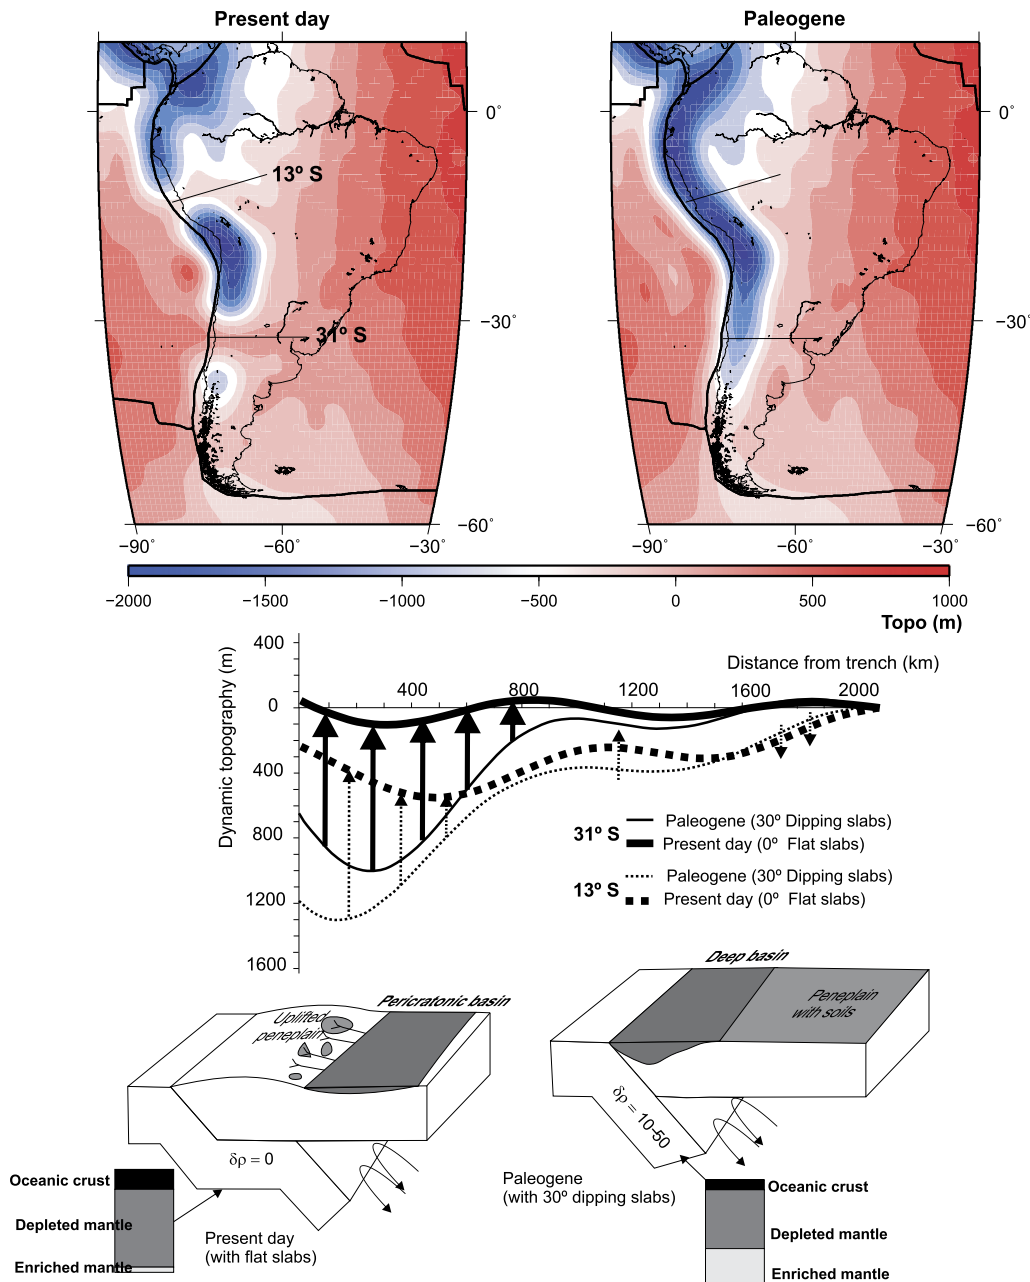 Present day
Paleogene
0°
0°
13º S
−30°
−30°
31º S
−60°
−60°
−90
−60
−30
−90
−60
−30
−2000
−1500
−1000
−500
0
500
1000
Topo (m)
Dynamic topography (m)
Distance from trench (km)
400
0
400
800
1200
1600
400
800
1200
1600
2000
31º S
Paleogene (30º Dipping slabs)
Present day (0º Flat slabs)
13º S
Paleogene (30º Dipping slabs)
Present day (0º Flat slabs)
Uplifted
peneplain
Pericratonic basin
δρ = 0
Oceanic crust
Depleted mantle
Enriched mantle
Present day
(with flat slabs)
Deep basin
Peneplain
with soils
δρ = 10-50
Paleogene
(with 30º dipping slabs)
Oceanic crust
Depleted mantle
Enriched mantle